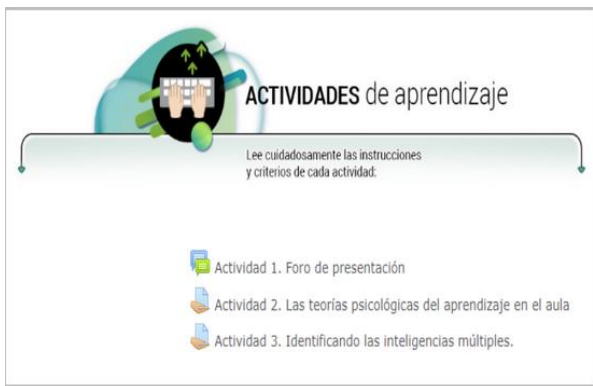 ACTIVIDADES de aprendizaje
Lee cuidadosamente las instrucciones
y criterios de cada actividad:
Actividad 1. Foro de presentación
Actividad 2. Las teorías psicológicas del aprendizaje en el aula
Actividad 3. Identificando las inteligencias múltiples.